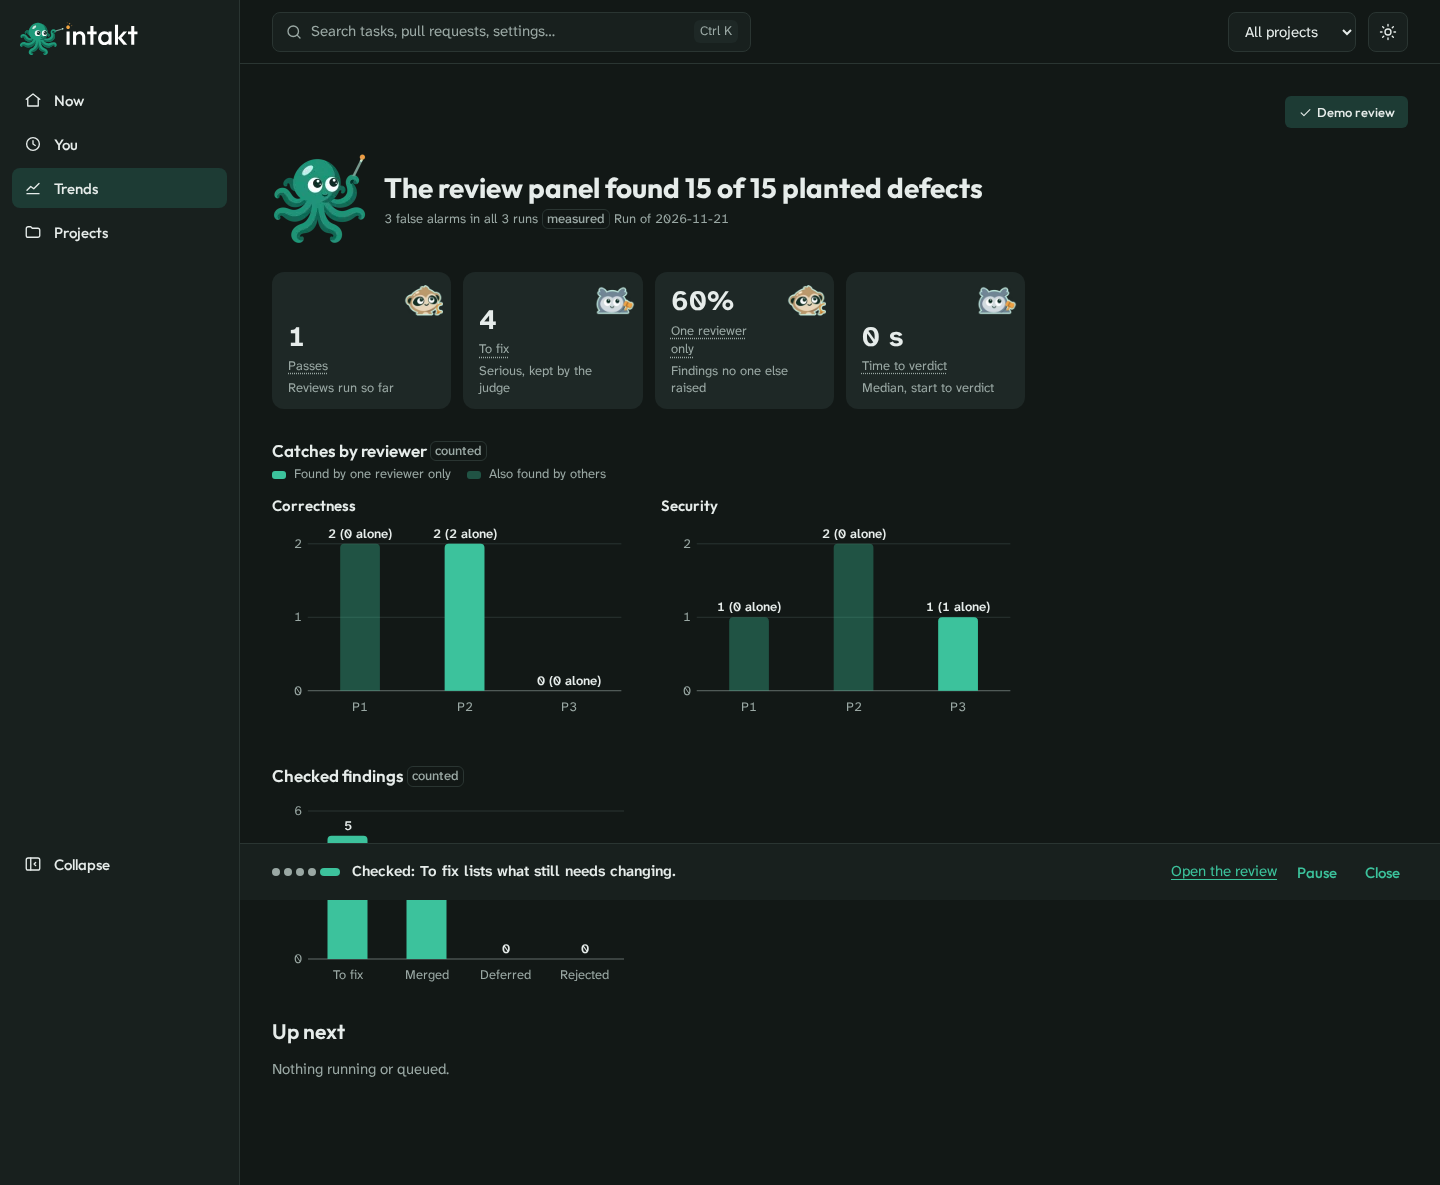 intakt
Search tasks, pull requests, settings...
Ctrl K
All projects
Now
You
Trends
Projects
Collapse
Demo review
The review panel found 15 of 15 planted defects
3 false alarms in all 3 runs measured Run of 2026-11-21
1
Passes
Reviews run so far
4
To fix
Serious, kept by the
judge
60%
One reviewer
only
Findings no one else
raised
0 s
Time to verdict
Median, start to verdict
Catches by reviewer counted
Found by one reviewer only
Also found by others
Correctness
2 (0 alone)
2 (2 alone)
0 (0 alone)
2
1
0
P1
P2
P3
Security
1 (0 alone)
2 (0 alone)
1 (1 alone)
2
1
0
P1
P2
P3
Checked findings counted
6
5
Checked: To fix lists what still needs changing.
Open the review
Pause
Close
0
0
0
To fix
Merged
Deferred
Rejected
Up next
Nothing running or queued.